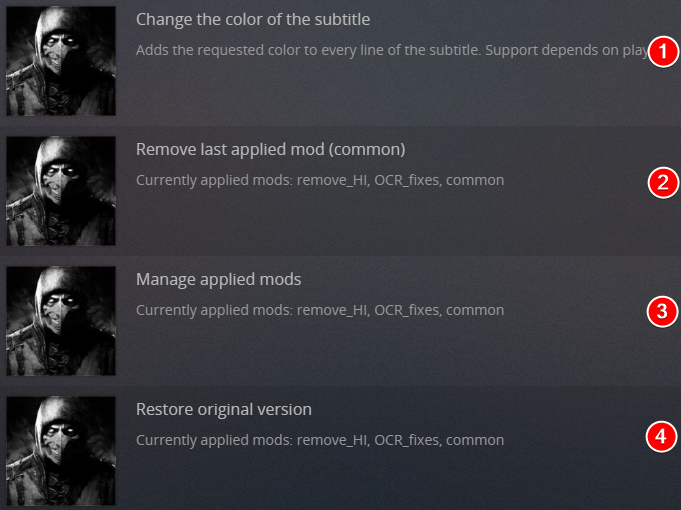 Change the color of the subtitle
Adds the requested color to every line of the subtitle. Support depends on play
1
Remove last applied mod (common)
Currently applied mods: remove_HI, OCR_fixes, common
2
Manage applied mods
Currently applied mods: remove_HI, OCR_fixes, common
3
Restore original version
Currently applied mods: remove_HI, OCR_fixes, common
4